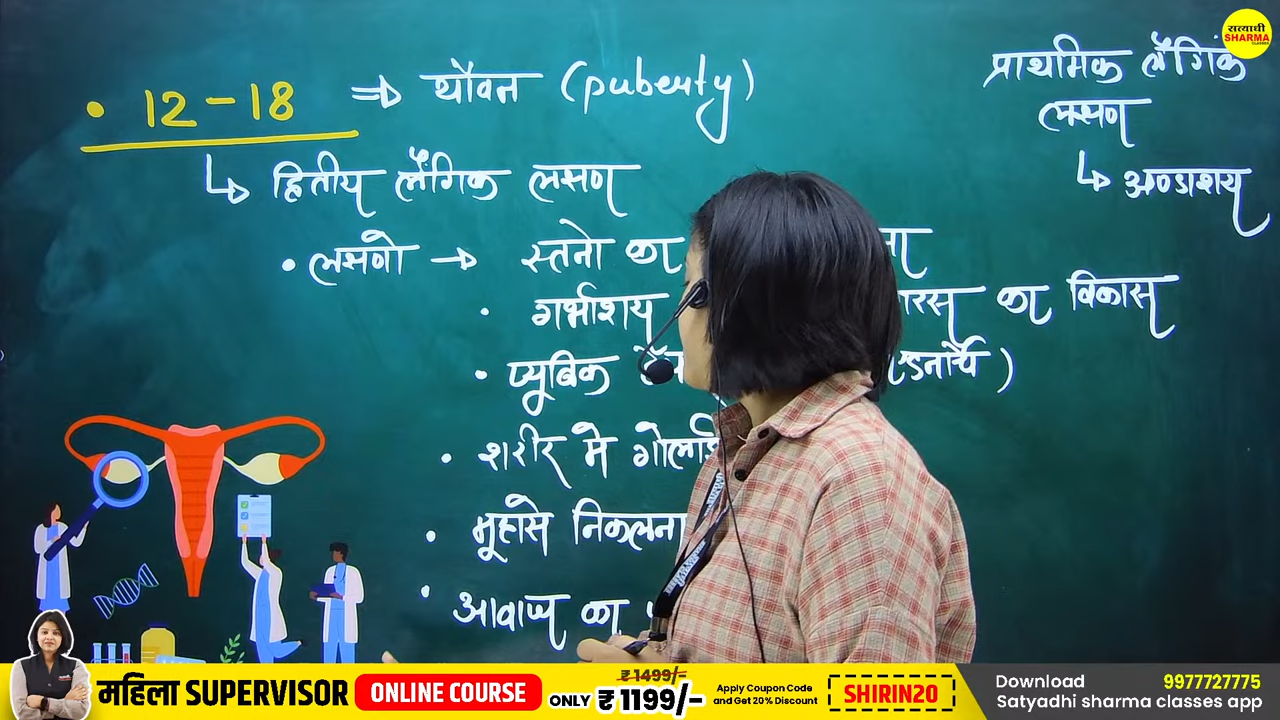 सत्यार्थी
SHARMA
CLASSES
• 12 - 18 ⇒ यौवन (puberty)
↳ द्वितीय लैंगिक लक्षण
• लक्षणो → स्तनो का
• गर्भाशय का विकास
• प्यूबिक
• शरीर मे
• मूहासे निकलना
• आवाज का
प्राथमिक लैंगिक
लक्षण
↳ अण्डाशय
महिला SUPERVISOR
ONLINE COURSE
₹ 1499/-
ONLY ₹ 1199/-
Apply Coupon Code
and Get 20% Discount
SHIRIN20
Download 9977727775
Satyadhi sharma classes app